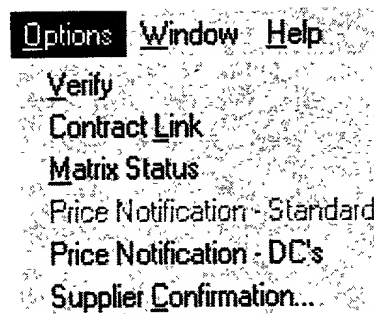 Options Window Help
Verify
Contract Link
Matrix Status
Price Notification - Standard
Price Notification - DC's
Supplier Confirmation...